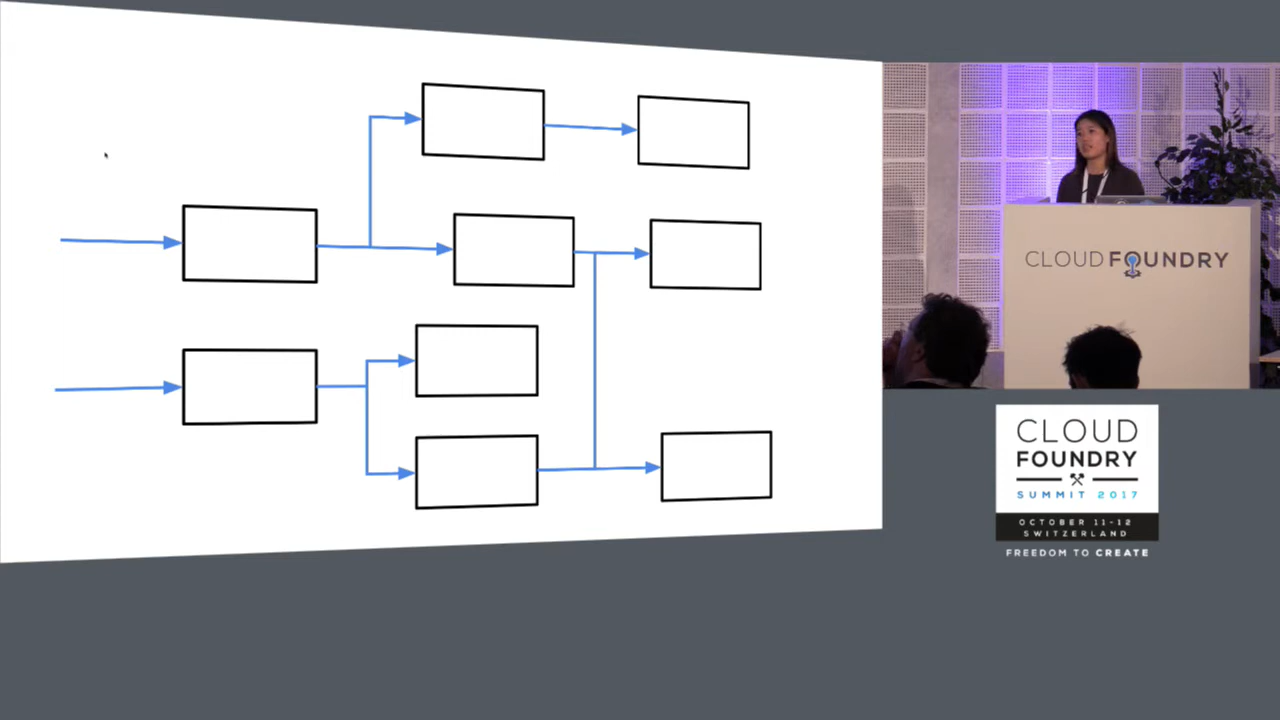 CLOUD FOUNDRY
CLOUD
FOUNDRY
SUMMIT 2017
OCTOBER 11-12
SWITZERLAND
FREEDOM TO CREATE